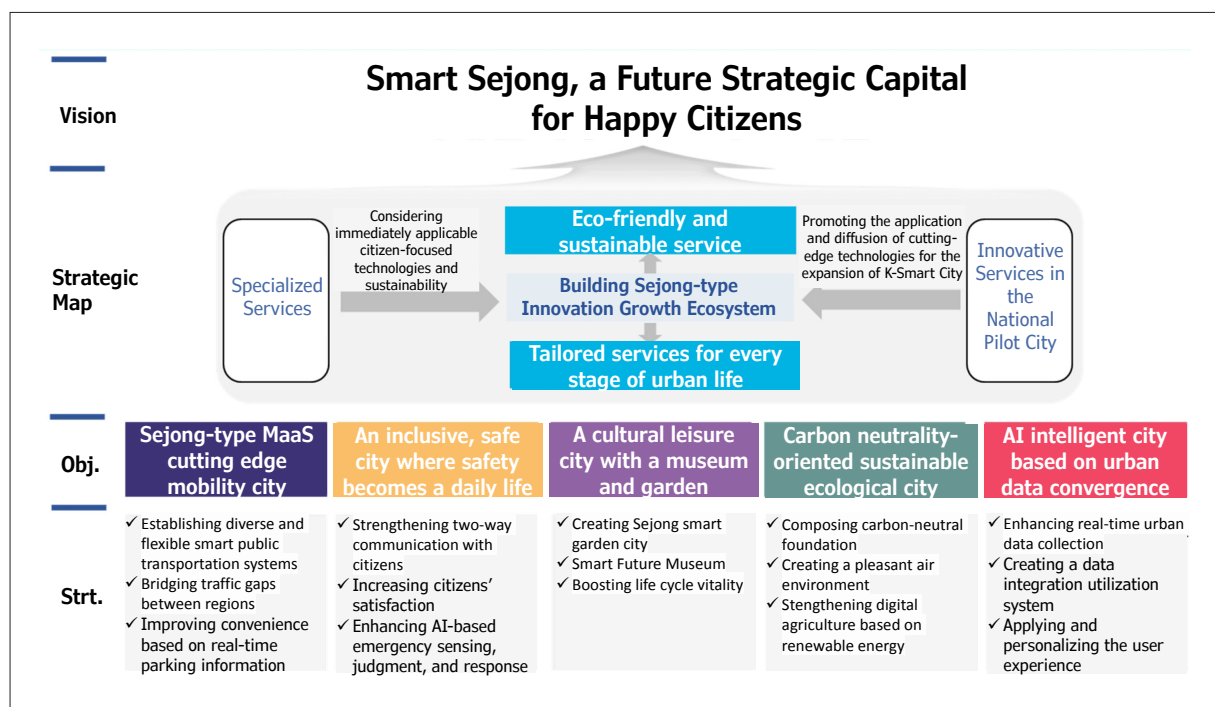 Vision
Smart Sejong, a Future Strategic Capital
for Happy Citizens
Strategic
Map
Specialized
Services
Considering
immediately applicable
citizen-focused
technologies and
sustainability
Eco-friendly and
sustainable service
Building Sejong-type
Innovation Growth Ecosystem
Tailored services for every
stage of urban life
Promoting the application
and diffusion of cutting-
edge technologies for the
expansion of K-Smart City
Innovative
Services in
the
National
Pilot City
Obj.
Sejong-type MaaS
cutting edge
mobility city
An inclusive, safe
city where safety
becomes a daily life
A cultural leisure
city with a museum
and garden
Carbon neutrality-
oriented sustainable
ecological city
AI intelligent city
based on urban
data convergence
Strt.
✓ Establishing diverse and
flexible smart public
transportation systems
✓ Bridging traffic gaps
between regions
✓ Improving convenience
based on real-time
parking information
✓ Strengthening two-way
communication with
citizens
✓ Increasing citizens'
satisfaction
✓ Enhancing AI-based
emergency sensing,
judgment, and response
✓ Creating Sejong smart
garden city
✓ Smart Future Museum
✓ Boosting life cycle vitality
✓ Composing carbon-neutral
foundation
✓ Creating a pleasant air
environment
✓ Stengthening digital
agriculture based on
renewable energy
✓ Enhancing real-time urban
data collection
✓ Creating a data
integration utilization
system
✓ Applying and
personalizing the user
experience